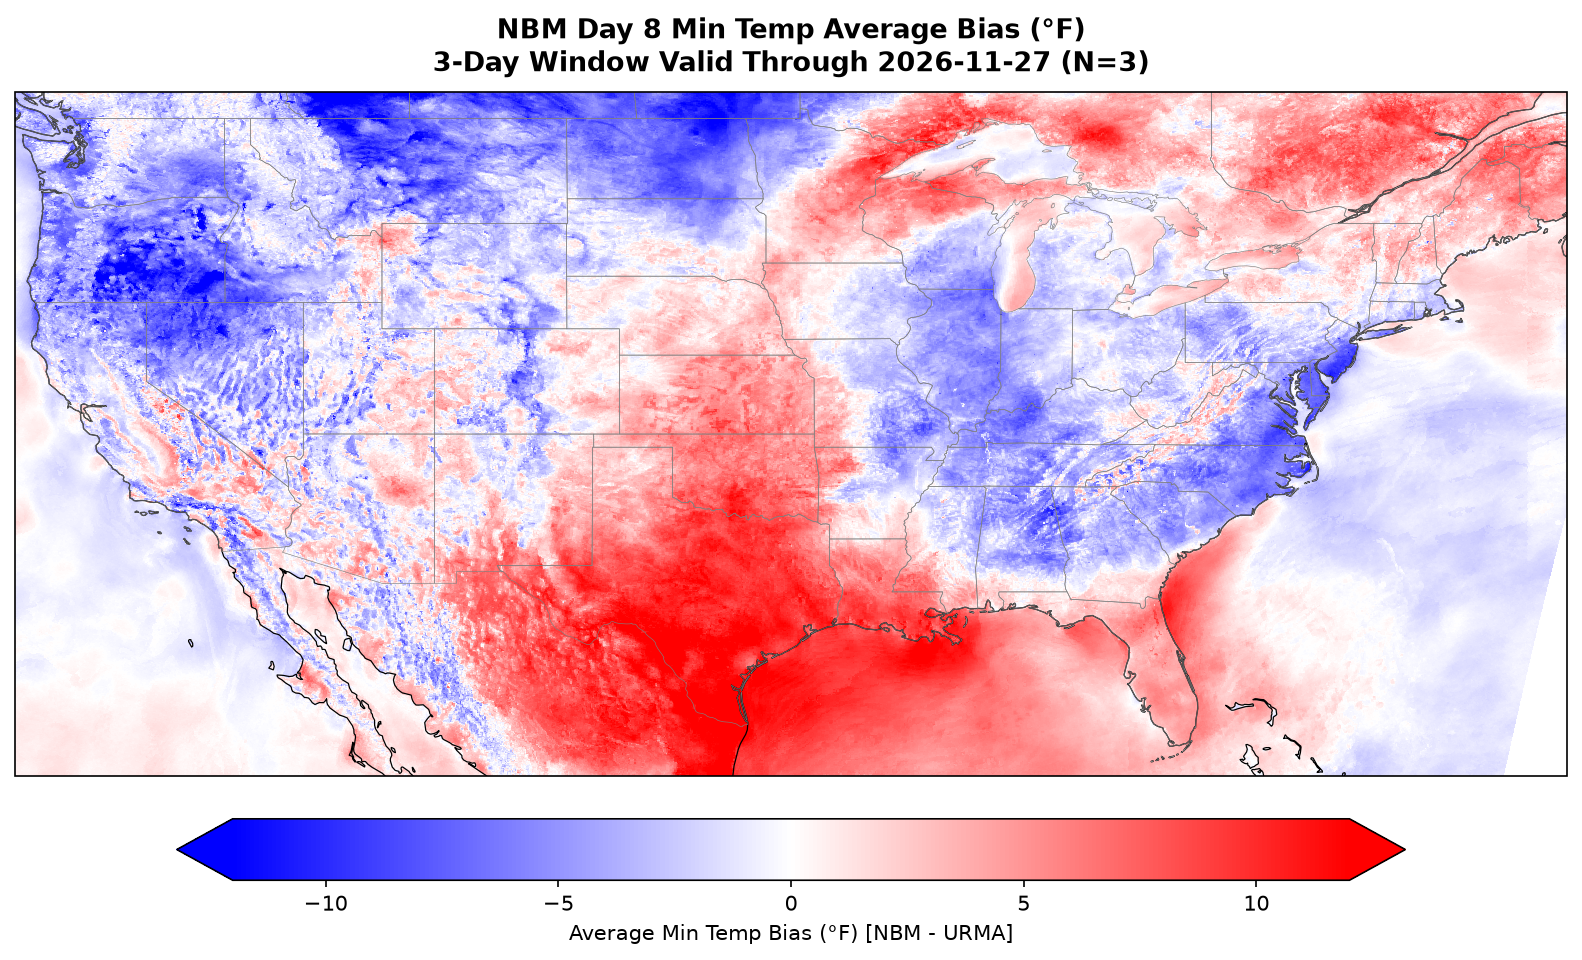 NBM Day 8 Min Temp Average Bias (°F)
3-Day Window Valid Through 2026-11-27 (N=3)
−10 −5 0 5 10
Average Min Temp Bias (°F) [NBM - URMA]